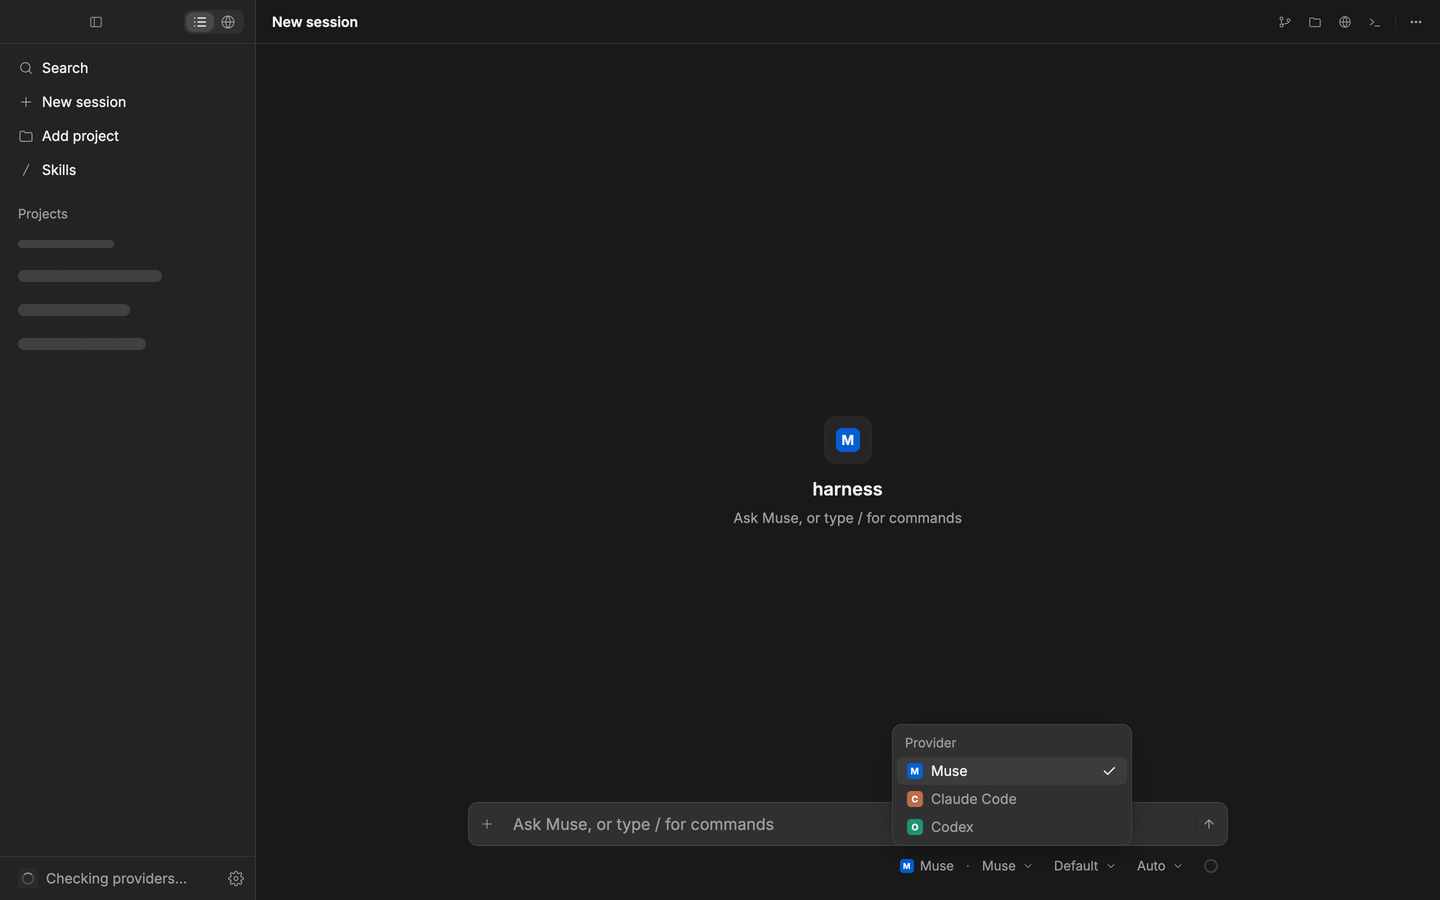 New session
Search
New session
Add project
/ Skills
Projects
M
harness
Ask Muse, or type / for commands
Provider
M Muse
C Claude Code
O Codex
Ask Muse, or type / for commands
M Muse · Muse Default Auto
Checking providers...